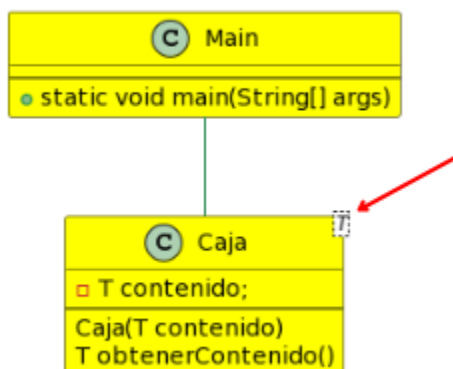 C Main
static void main(String[] args)
T
C Caja
T contenido;
Caja(T contenido)
T obtenerContenido()